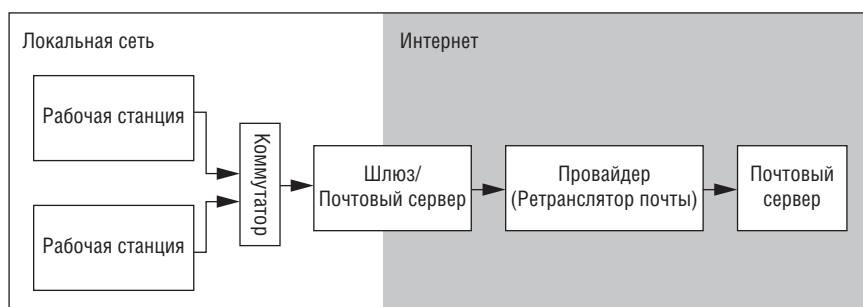 Локальная сеть
Интернет
Рабочая станция
Рабочая станция
Коммутатор
Шлюз/
Почтовый сервер
Провайдер
(Ретранслятор почты)
Почтовый
сервер